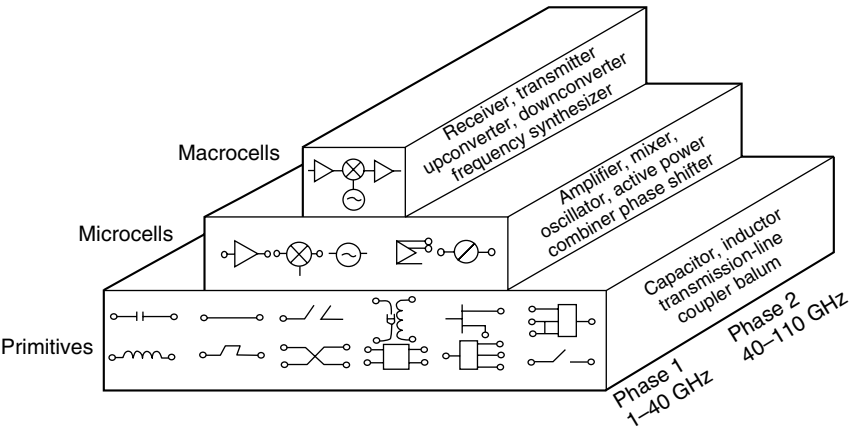 Receiver, transmitter
upconverter, downconverter
frequency synthesizer
Macrocells
Amplifier, mixer,
oscillator, active power
combiner phase shifter
Microcells
Capacitor, inductor
transmission-line
coupler balum
Primitives
Phase 1
1–40 GHz
Phase 2
40–110 GHz